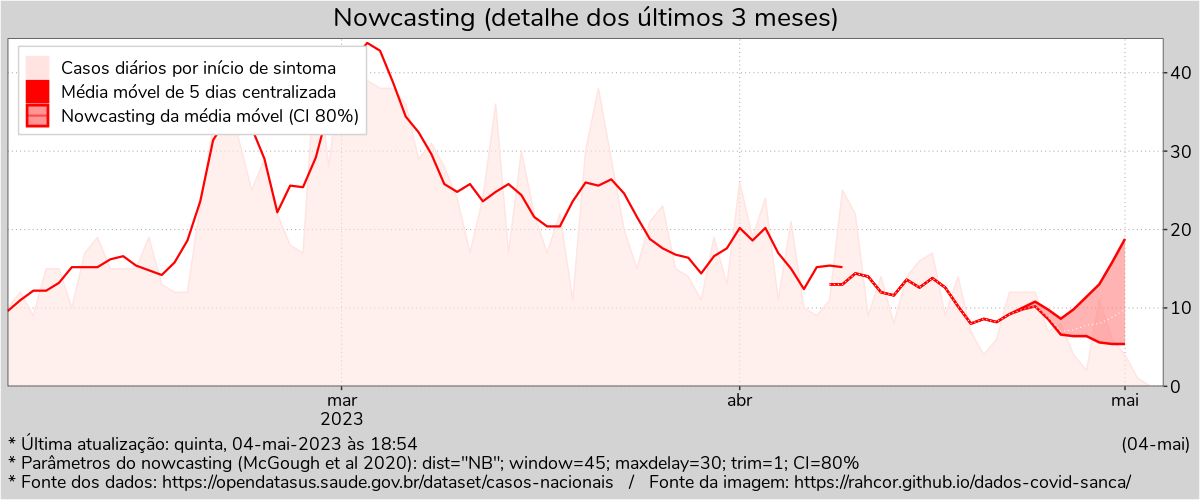 Nowcasting (detalhe dos últimos 3 meses)
Casos diários por início de sintoma
Média móvel de 5 dias centralizada
Nowcasting da média móvel (CI 80%)
40
30
20
10
0
mar
2023
abr
mai
* Última atualização: quinta, 04-mai-2023 às 18:54
(04-mai)
* Parâmetros do nowcasting (McGough et al 2020): dist="NB"; window=45; maxdelay=30; trim=1; CI=80%
* Fonte dos dados: https://opendatasus.saude.gov.br/dataset/casos-nacionais / Fonte da imagem: https://rahcor.github.io/dados-covid-sanca/